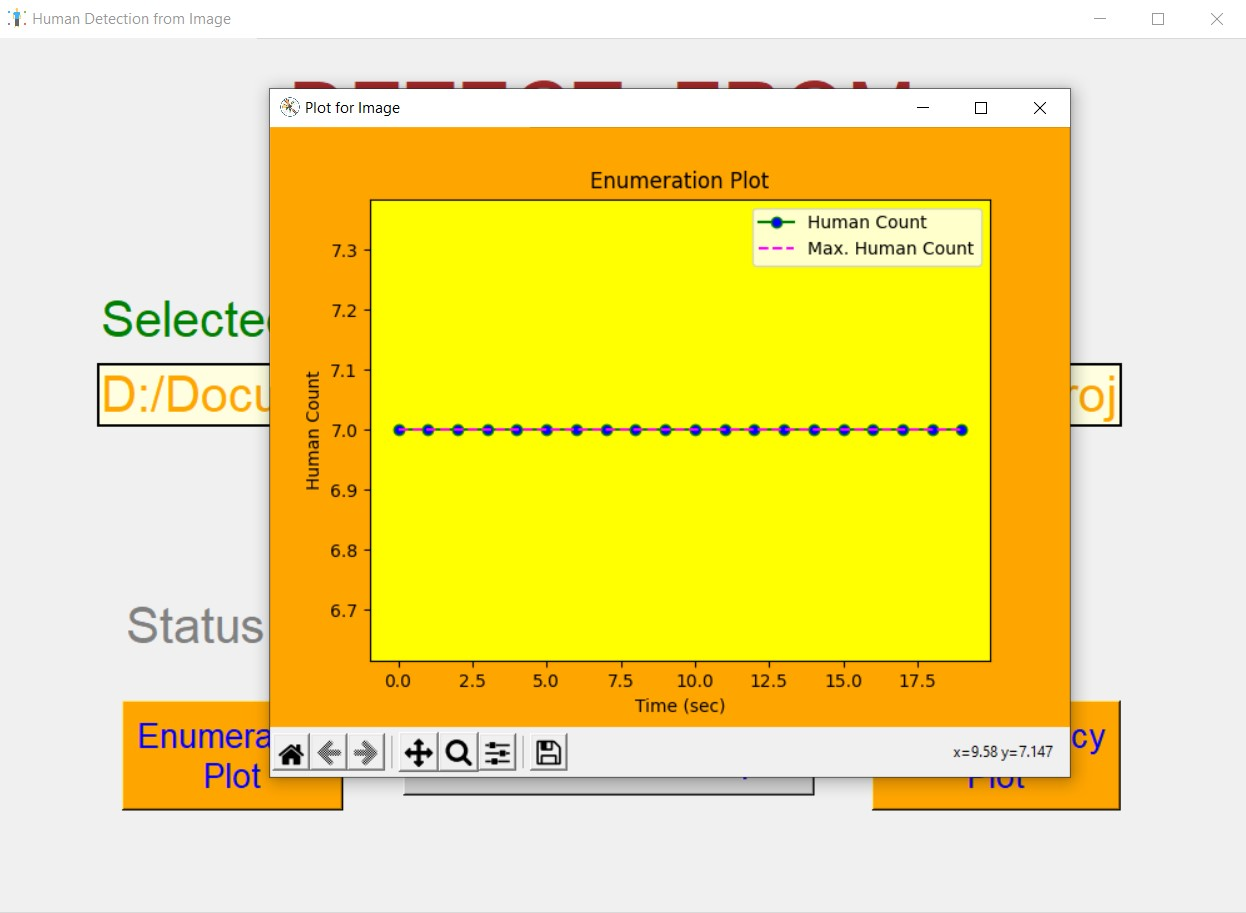 Human Detection from Image
Plot for Image
Enumeration Plot
Human Count
Max. Human Count
7.3
7.2
7.1
7.0
6.9
6.8
6.7
Human Count
0.0 2.5 5.0 7.5 10.0 12.5 15.0 17.5
Time (sec)
x=9.58 y=7.147
Selecte
D:/Docu
roj
Status
Enumera
Plot
cy
Plot